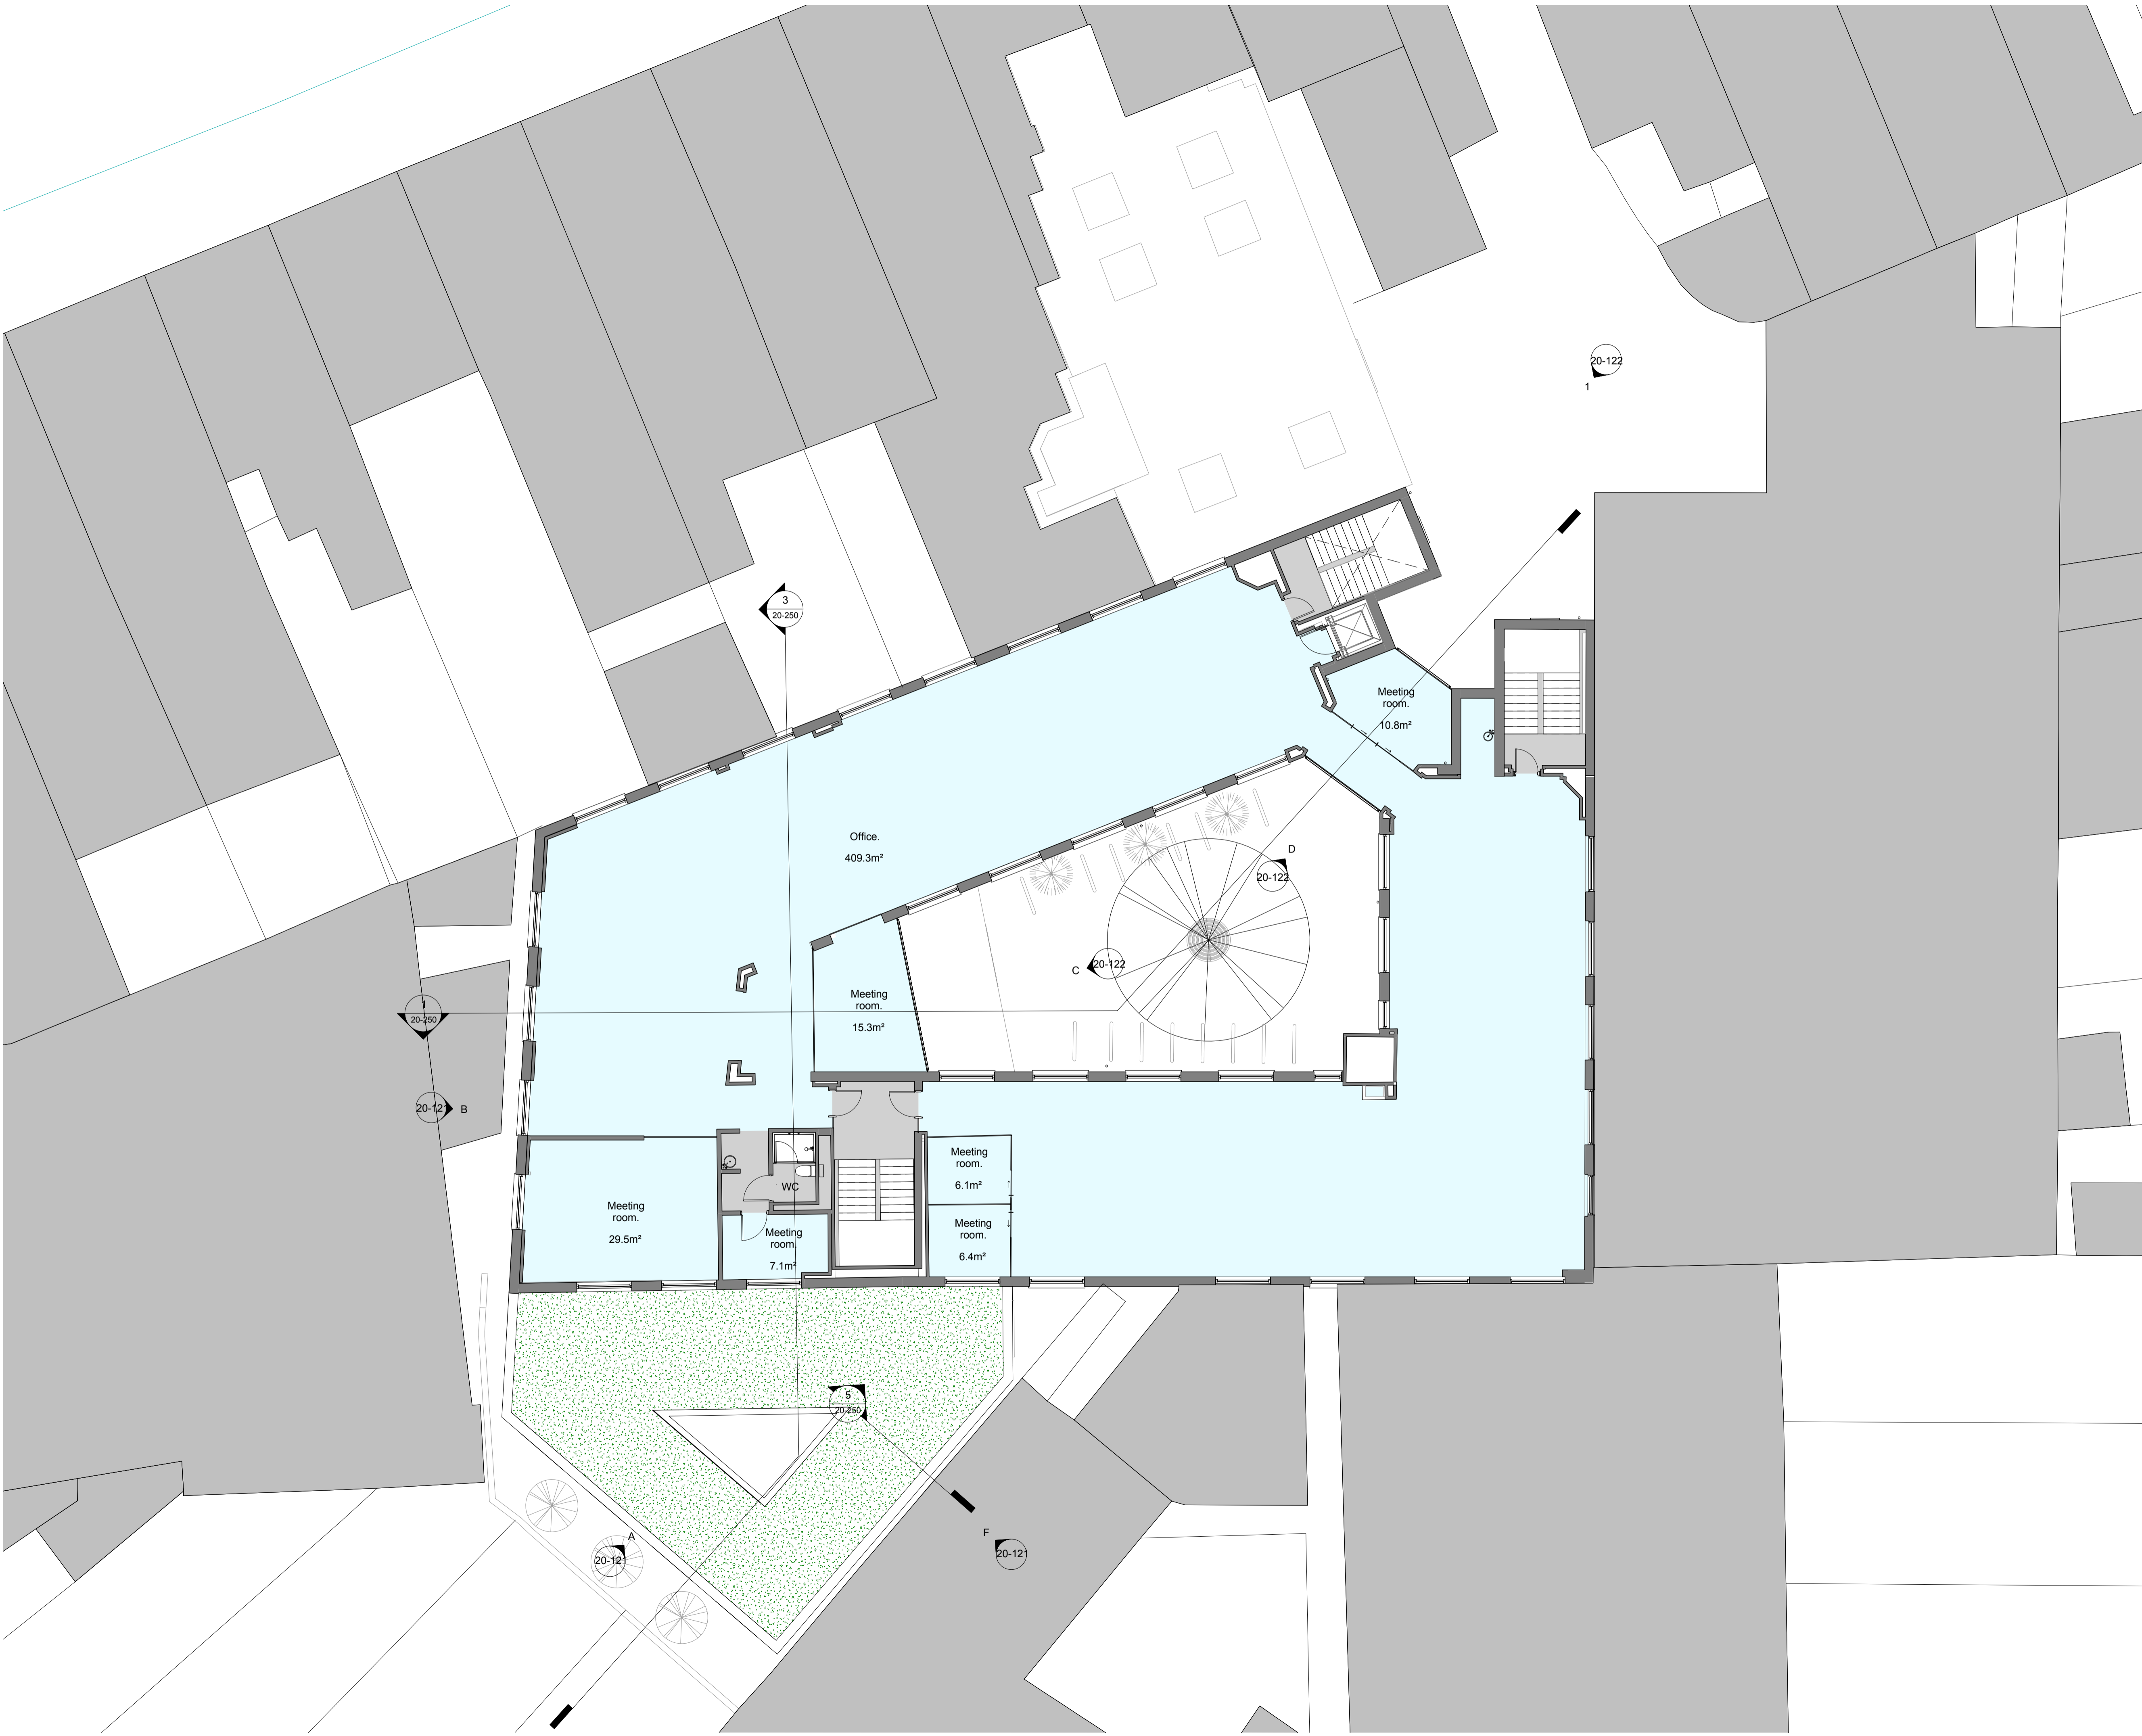 20-122
1
3
20-250
Meeting
room.
10.8m²
Office.
409.3m²
D
20-122
C
20-122
Meeting
room.
15.3m²
1
20-250
20-121
B
Meeting
room.
6.1m²
WC
Meeting
room.
29.5m²
Meeting
room.
7.1m²
Meeting
room.
6.4m²
5
20-250
A
20-121
F
20-121